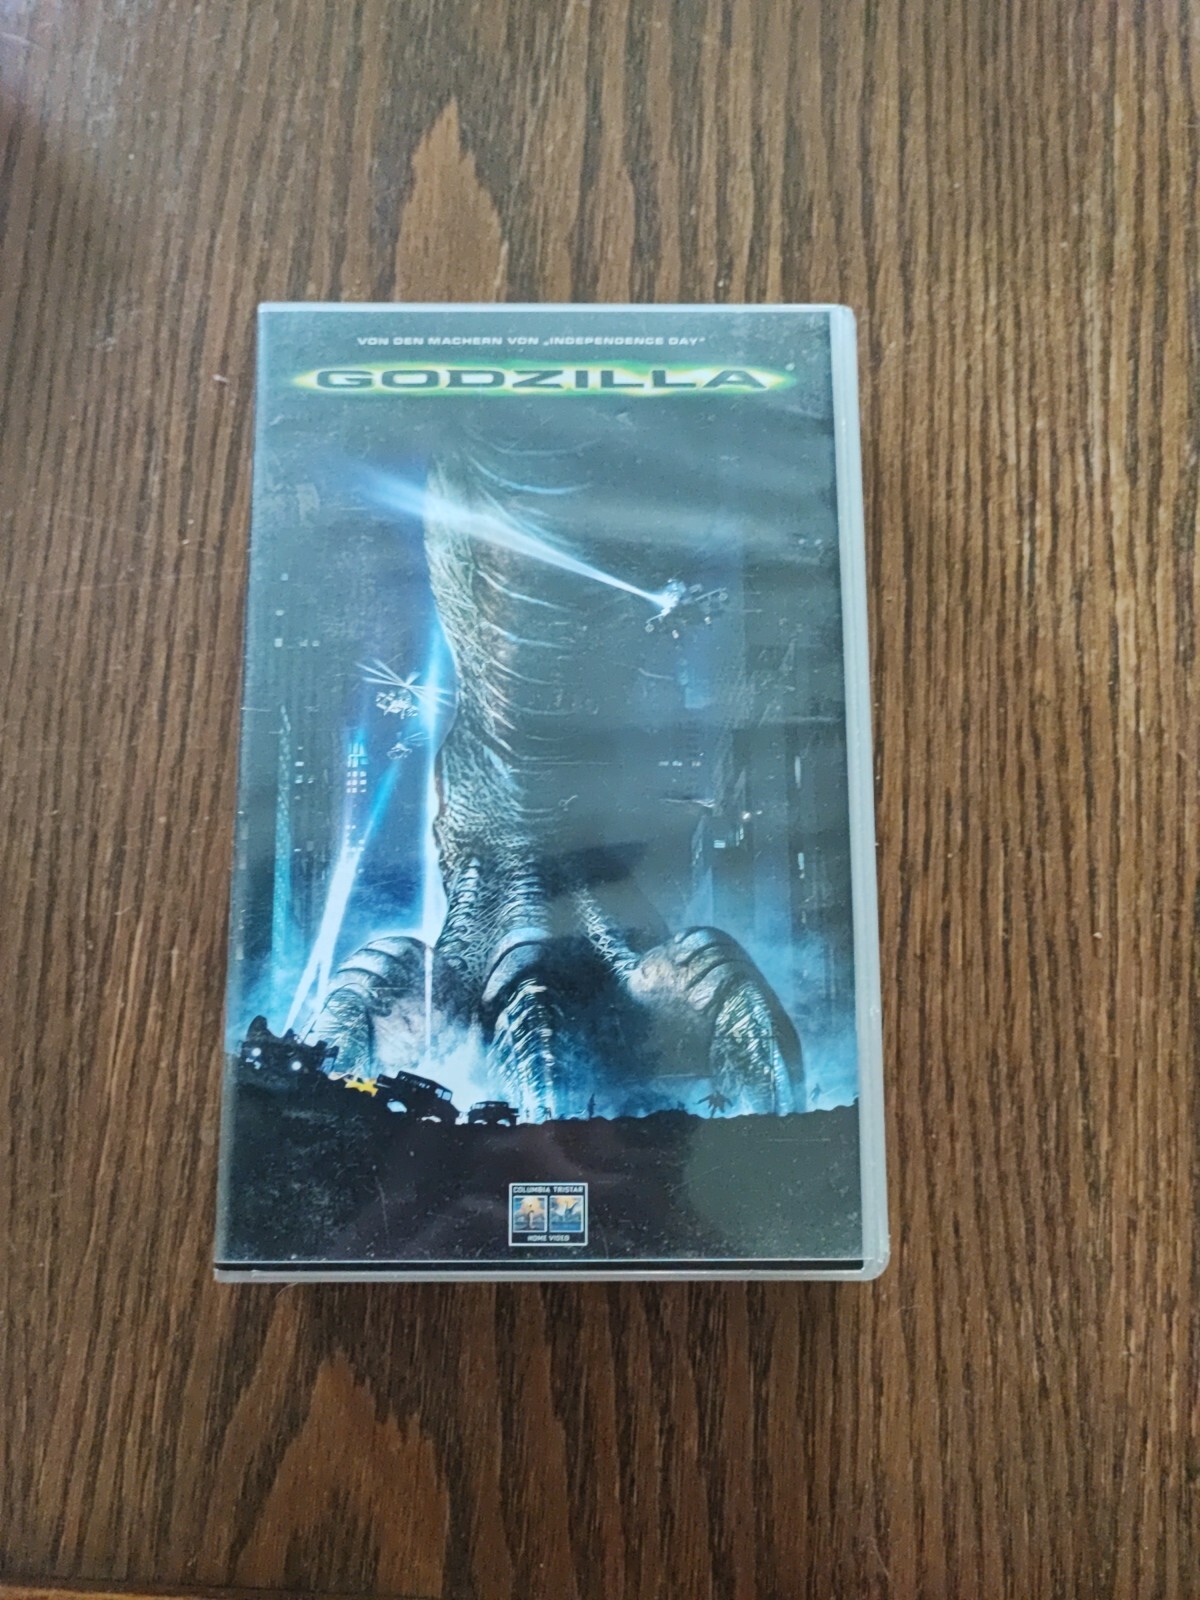 VON DEN MACHERN VON „INDEPENDENCE DAY"
GODZILLA
COLUMBIA TRISTAR
HOME VIDEO